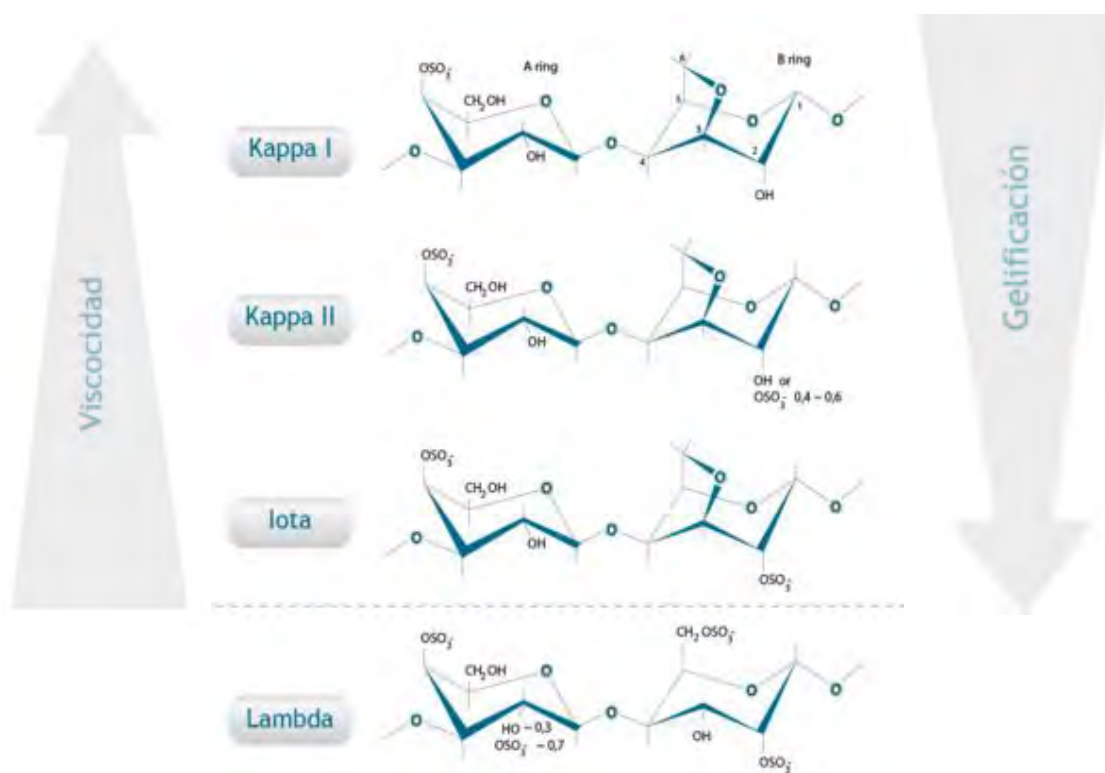 Viscocidad
Gelificación
Kappa I
OSO₃⁻
A ring
CH₂OH
O
OH
O
O
6
B ring
O
5
O
1
O
3
2
4
OH
Kappa II
OSO₃⁻
CH₂OH
O
OH
O
O
O
O
O
OH or
OSO₃⁻ 0,4 – 0,6
Iota
OSO₃⁻
CH₂OH
O
OH
O
O
O
O
O
OSO₃⁻
Lambda
OSO₃⁻
CH₂OH
O
O
HO – 0,3
OSO₃⁻ – 0,7
O
CH₂ OSO₃⁻
O
O
OH
OSO₃⁻